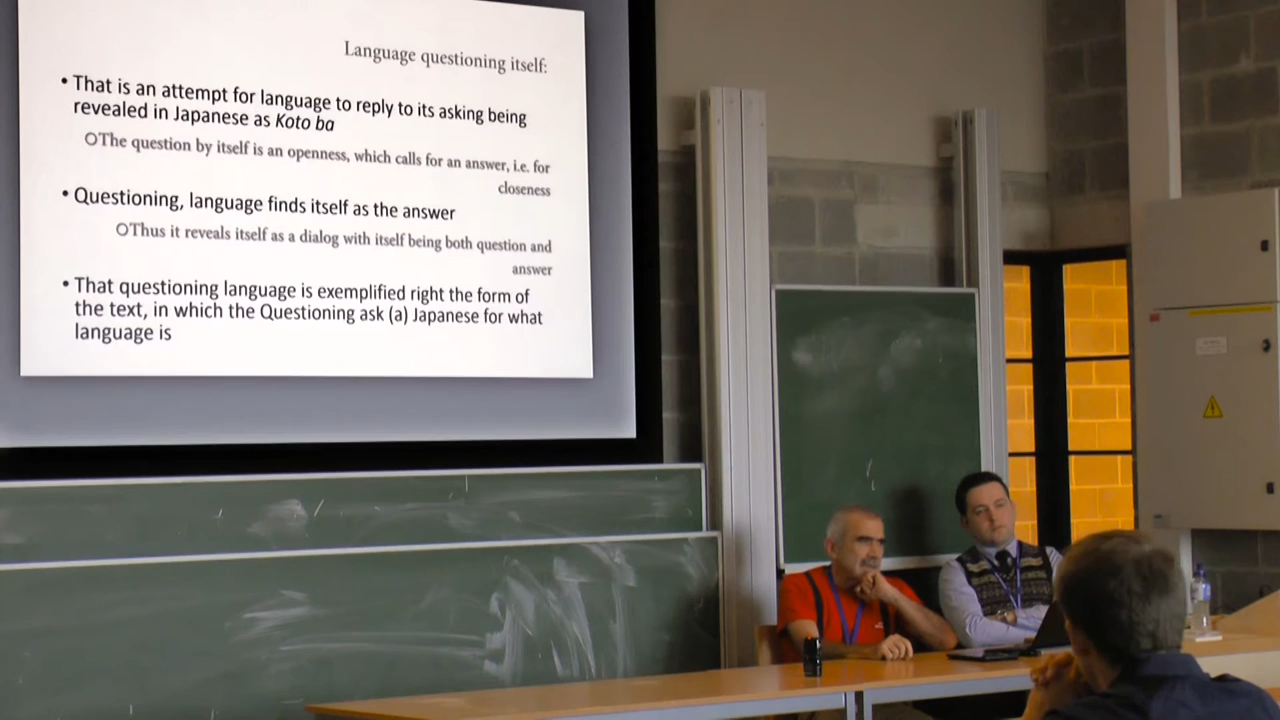 Language questioning itself:
• That is an attempt for language to reply to its asking being
revealed in Japanese as Koto ba
○The question by itself is an openness, which calls for an answer, i.e. for
closeness
• Questioning, language finds itself as the answer
○Thus it reveals itself as a dialog with itself being both question and
answer
• That questioning language is exemplified right the form of
the text, in which the Questioning ask (a) Japanese for what
language is